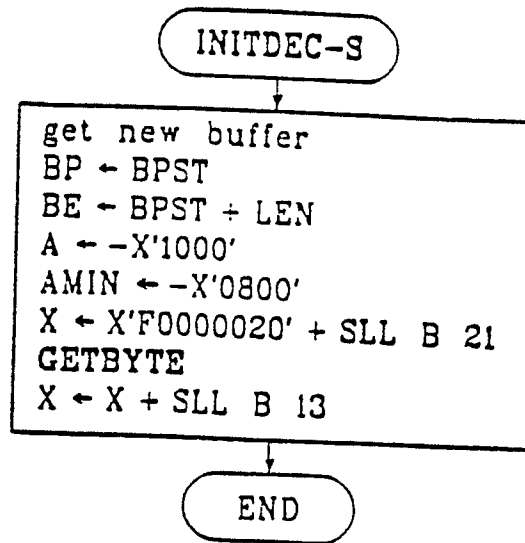 INITDEC-S
get new buffer
BP ← BPST
BE ← BPST + LEN
A ← -X'1000'
AMIN ← -X'0800'
X ← X'F0000020' + SLL B 21
GETBYTE
X ← X + SLL B 13
END